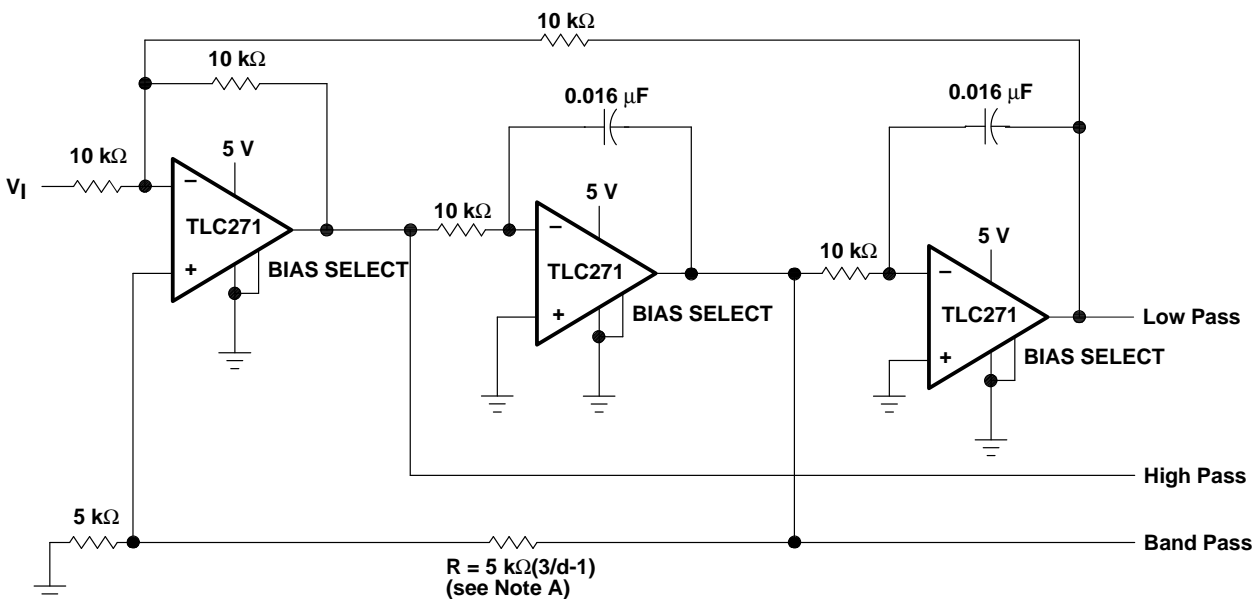 10 kΩ
10 kΩ
0.016 μF
0.016 μF
10 kΩ
5 V
VI
–
TLC271
+
BIAS SELECT
10 kΩ
5 V
–
TLC271
+
BIAS SELECT
10 kΩ
5 V
–
TLC271
+
BIAS SELECT
Low Pass
High Pass
5 kΩ
Band Pass
R = 5 kΩ(3/d-1)
(see Note A)